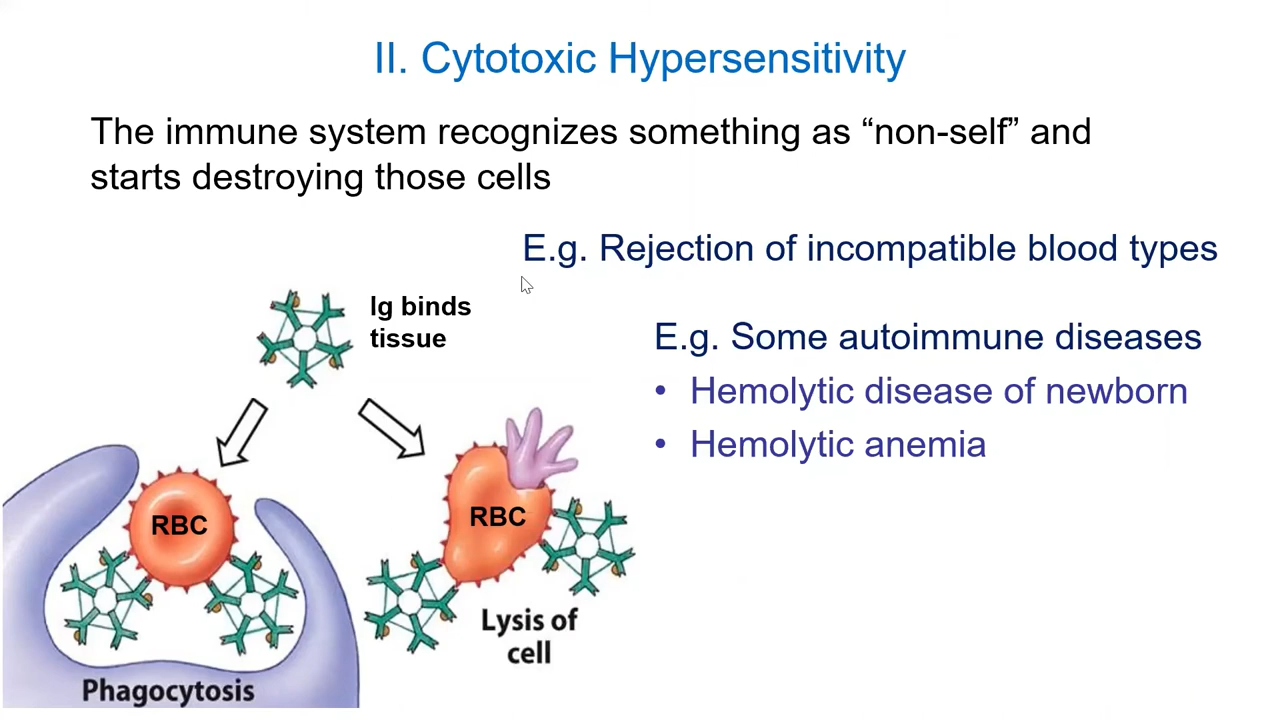 II. Cytotoxic Hypersensitivity
The immune system recognizes something as “non-self” and
starts destroying those cells
E.g. Rejection of incompatible blood types
Ig binds
tissue
E.g. Some autoimmune diseases
• Hemolytic disease of newborn
• Hemolytic anemia
RBC
RBC
Lysis of
cell
Phagocytosis